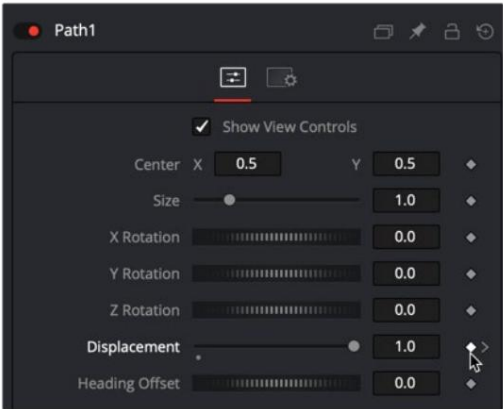 Path1
Show View Controls
Center X 0.5 Y 0.5
Size 1.0
X Rotation 0.0
Y Rotation 0.0
Z Rotation 0.0
Displacement 1.0
Heading Offset 0.0